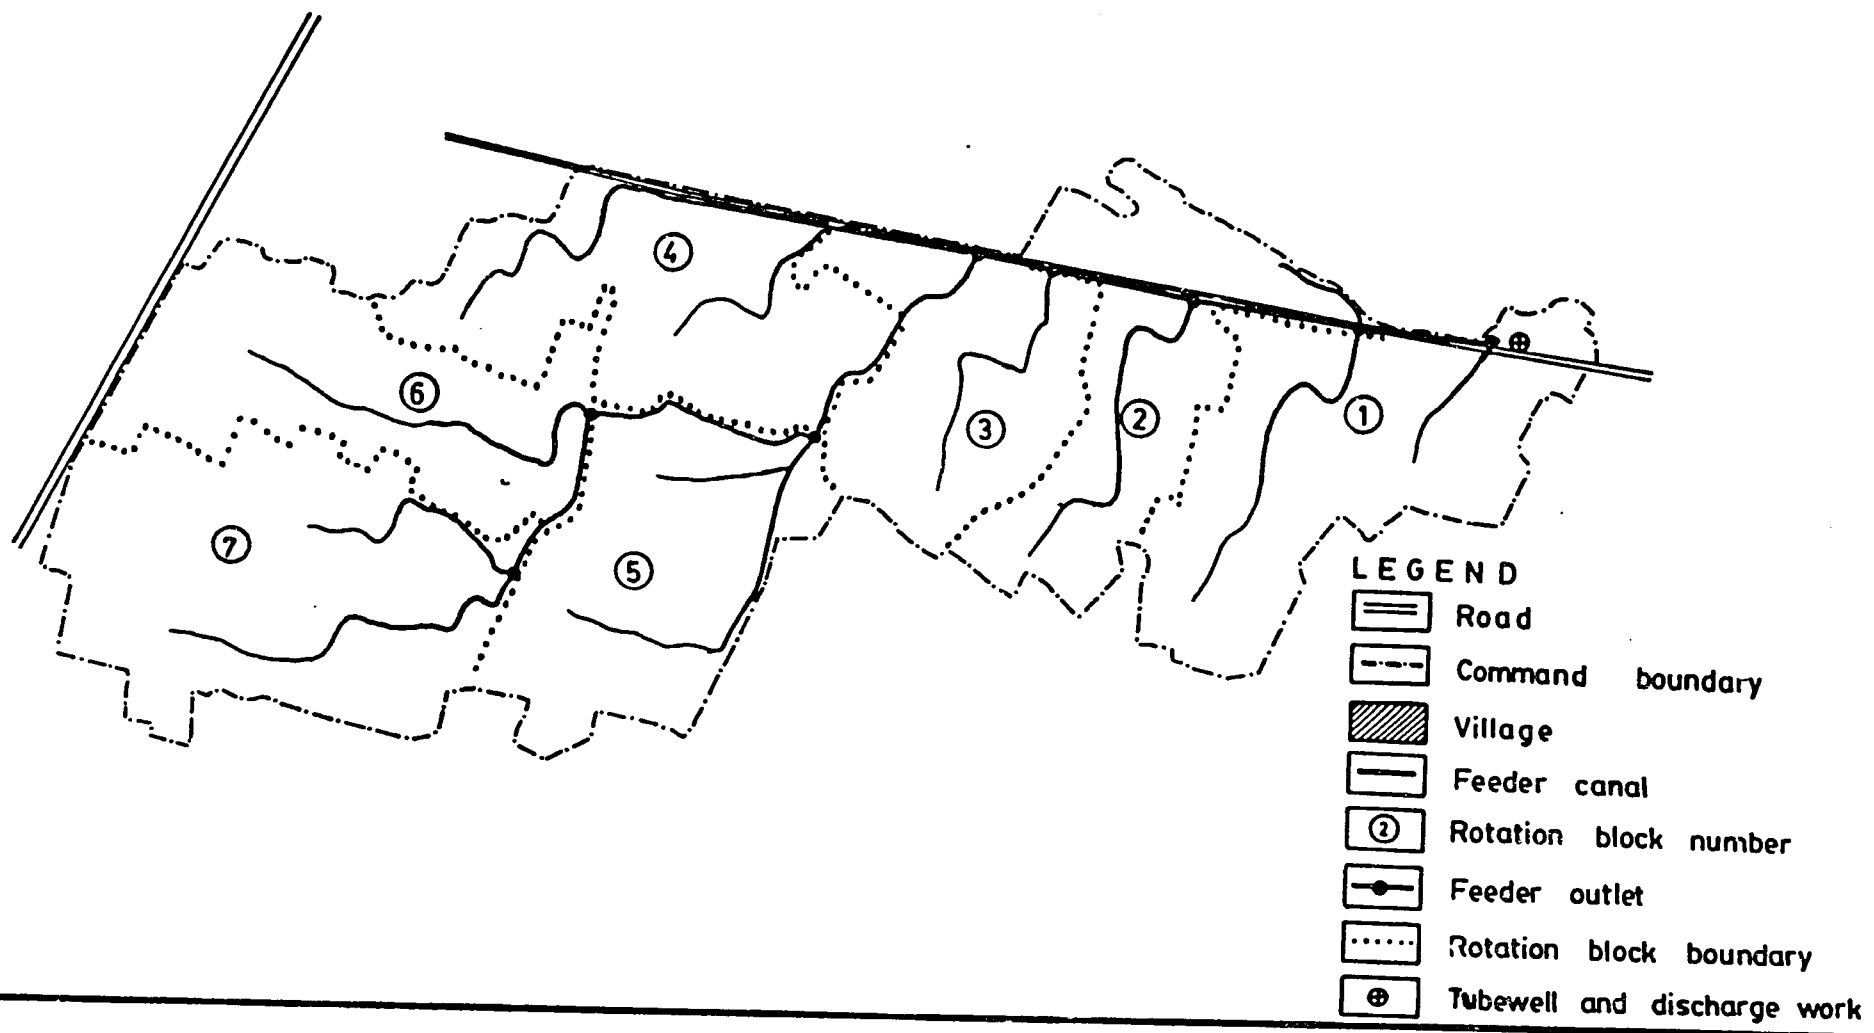 4
6
3
2
1
7
5
LEGEND
Road
Command boundary
Village
Feeder canal
2 Rotation block number
Feeder outlet
Rotation block boundary
Tubewell and discharge work